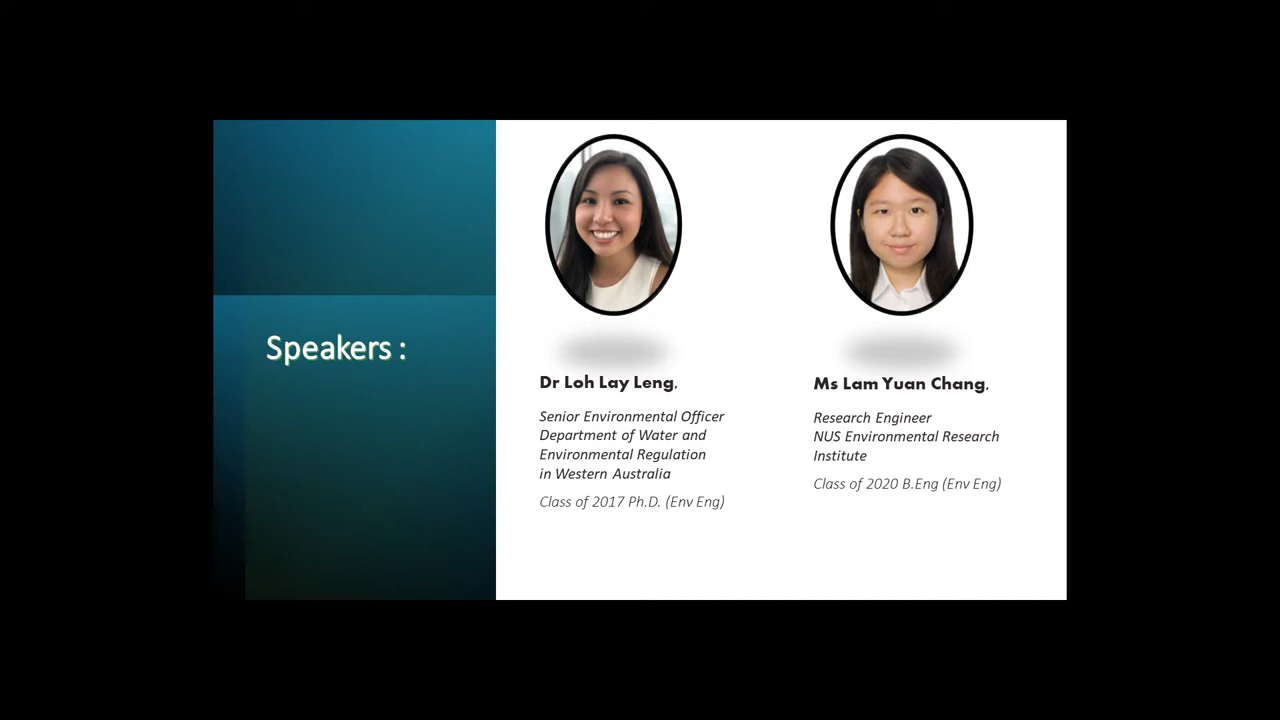 Speakers :
Dr Loh Lay Leng,
Senior Environmental Officer
Department of Water and
Environmental Regulation
in Western Australia
Class of 2017 Ph.D. (Env Eng)
Ms Lam Yuan Chang,
Research Engineer
NUS Environmental Research
Institute
Class of 2020 B.Eng (Env Eng)